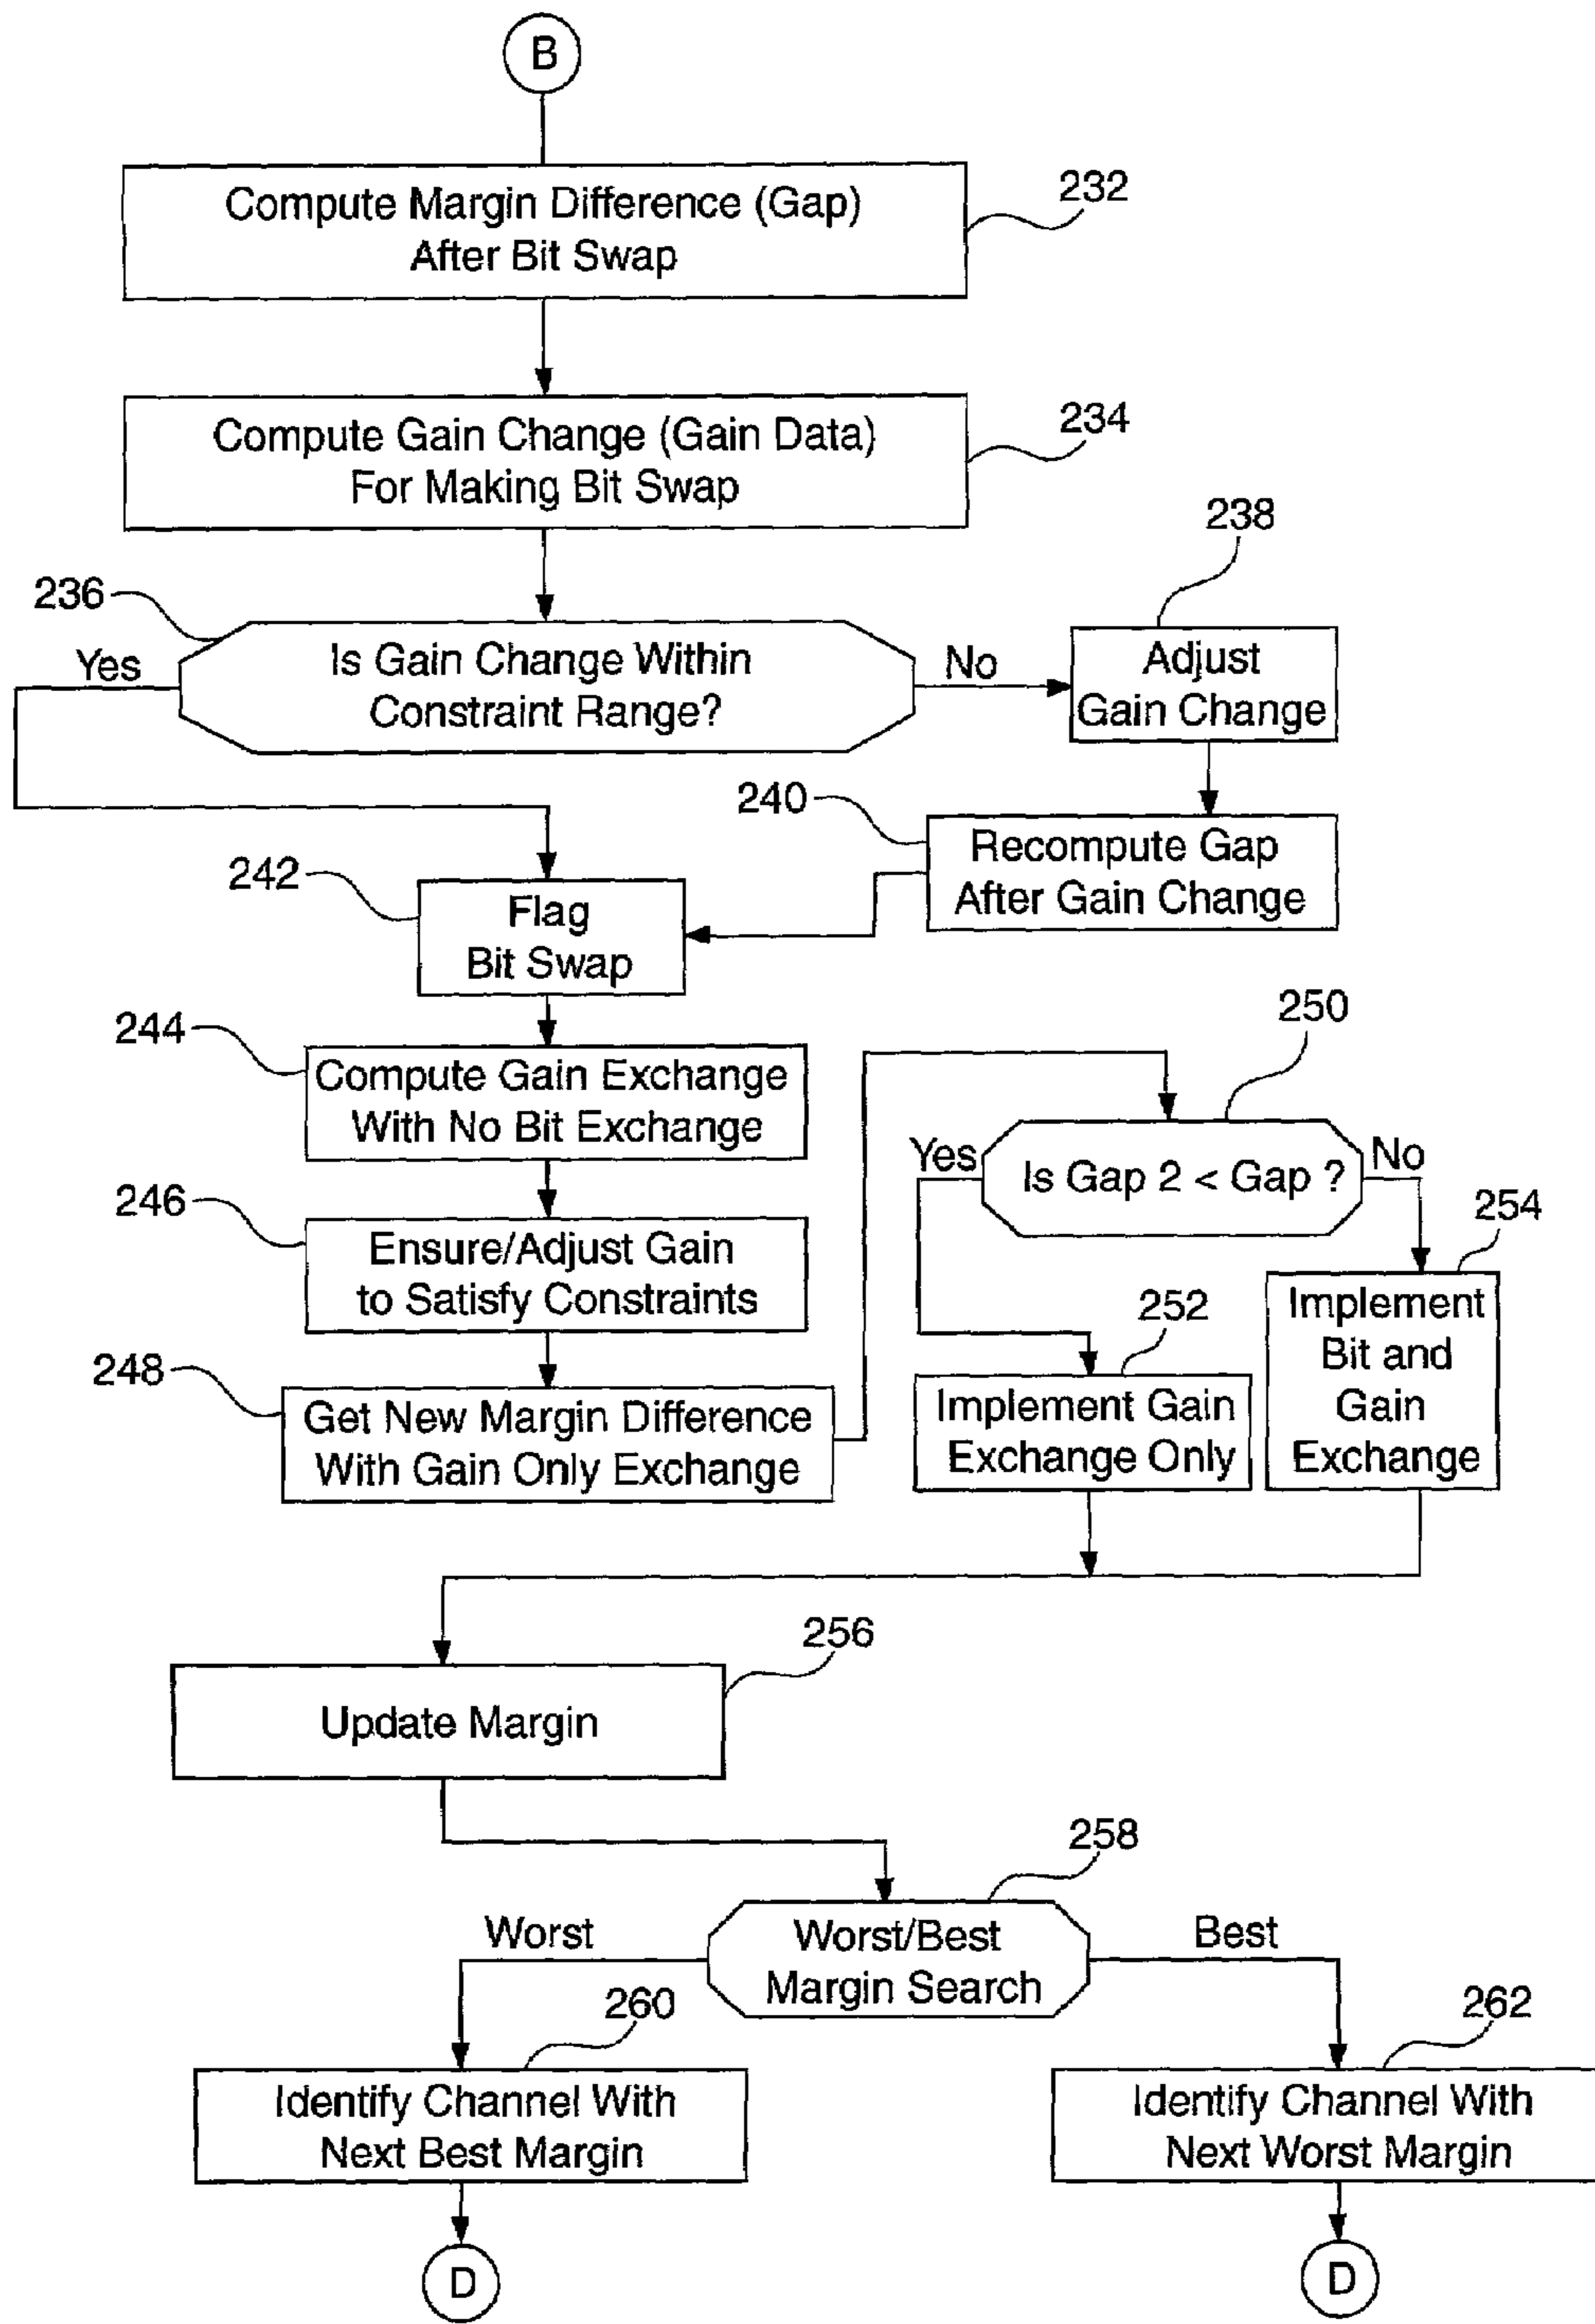 B
Compute Margin Difference (Gap)
After Bit Swap
232
Compute Gain Change (Gain Data)
For Making Bit Swap
234
236
Yes
Is Gain Change Within
Constraint Range?
No
238
Adjust
Gain Change
240
Recompute Gap
After Gain Change
242
Flag
Bit Swap
244
Compute Gain Exchange
With No Bit Exchange
246
Ensure/Adjust Gain
to Satisfy Constraints
248
Get New Margin Difference
With Gain Only Exchange
250
Yes
Is Gap 2 < Gap ?
No
252
Implement Gain
Exchange Only
254
Implement
Bit and
Gain
Exchange
256
Update Margin
258
Worst
Worst/Best
Margin Search
Best
260
Identify Channel With
Next Best Margin
262
Identify Channel With
Next Worst Margin
D
D